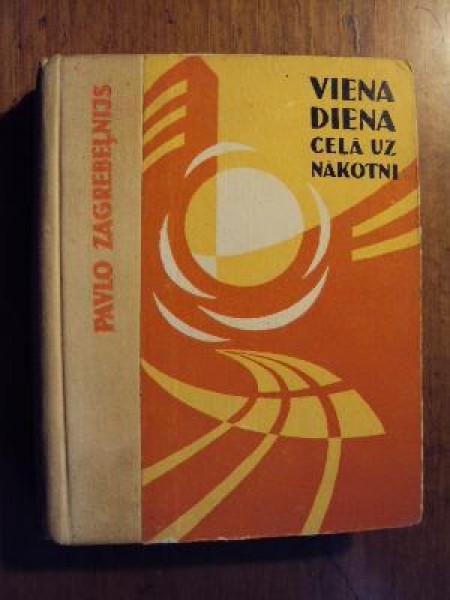 PAVLO ZAGREBEĻNIJS
VIENA
DIENA
CEĻĀ UZ
NĀKOTNI